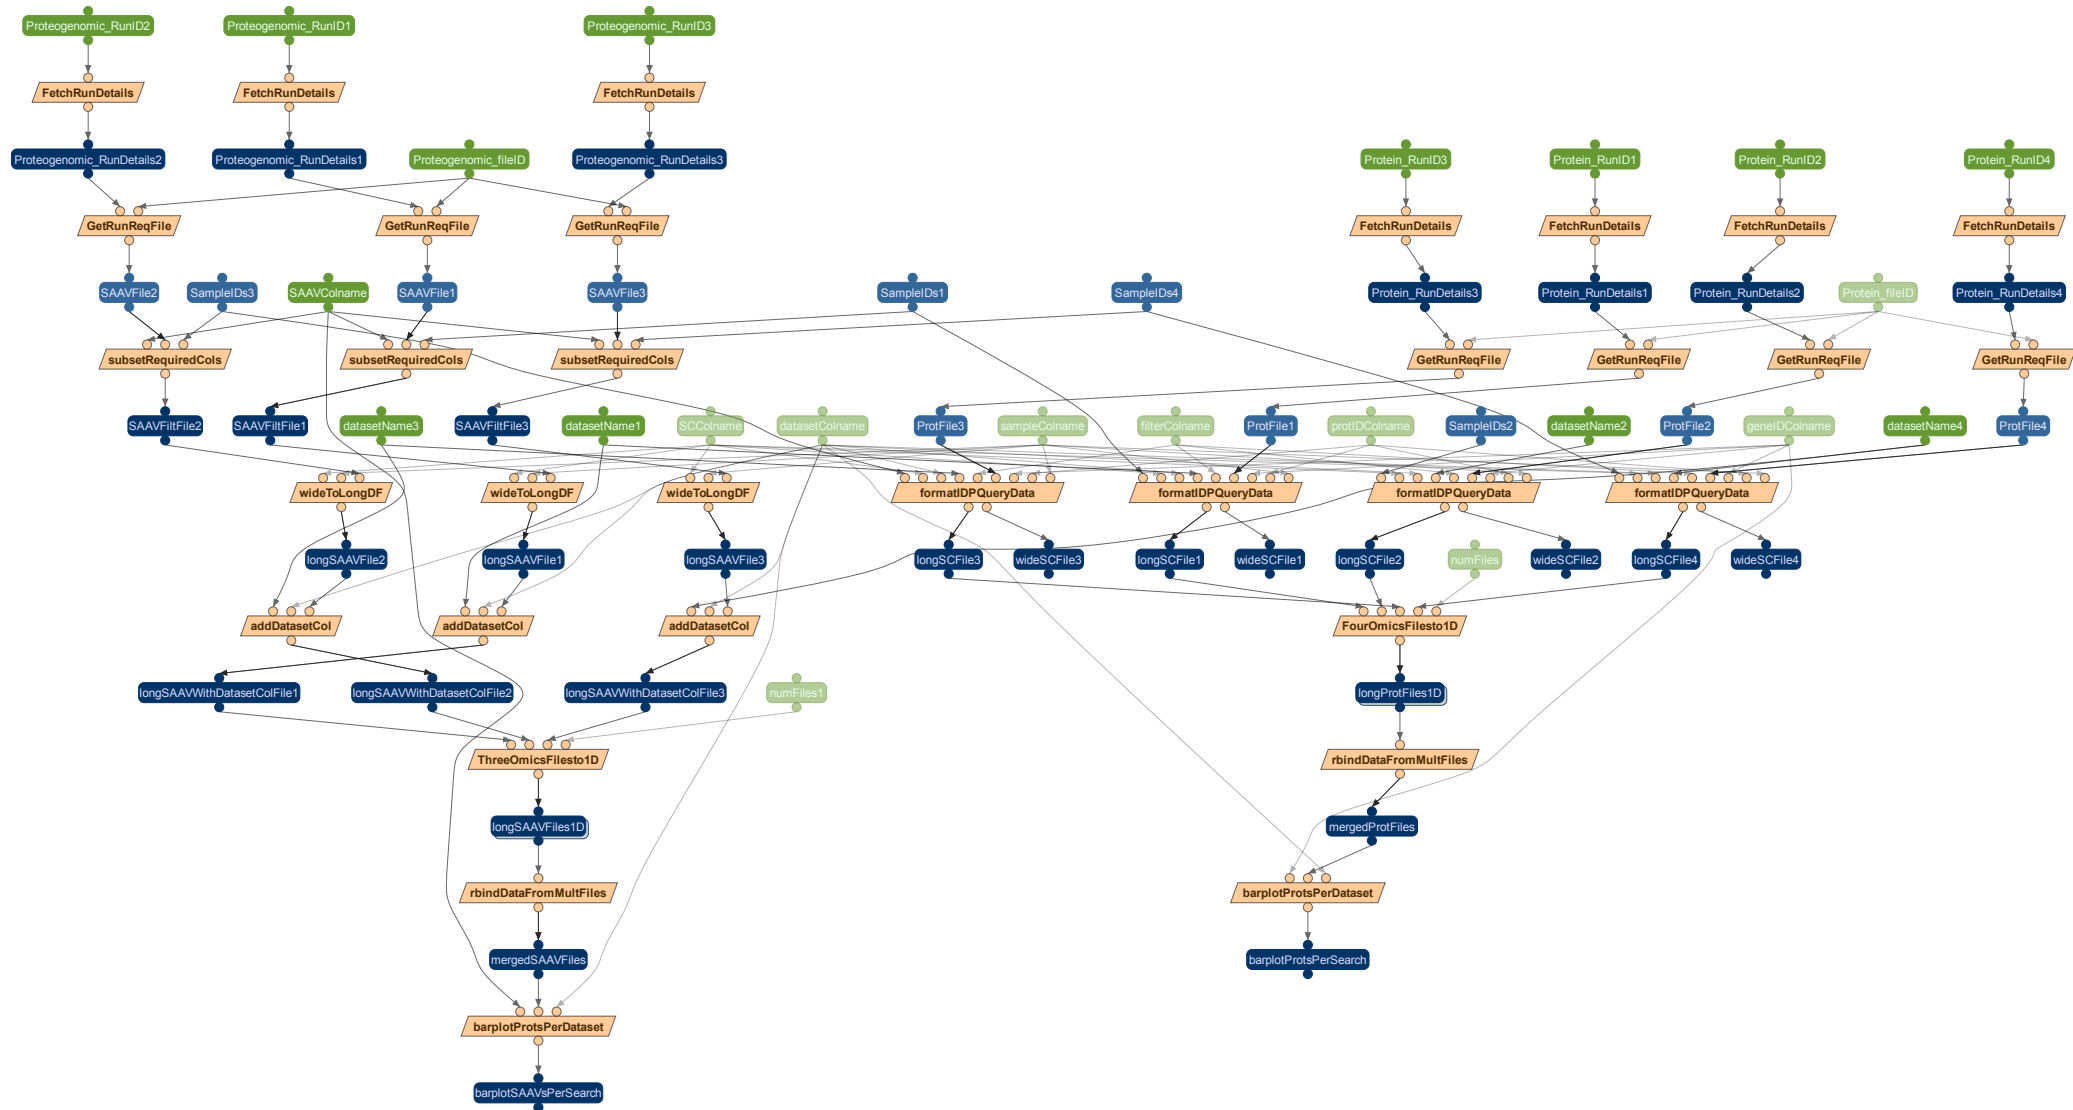 Proteogenomic_RunID2
Proteogenomic_RunID1
Proteogenomic_RunID3
FetchRunDetails
FetchRunDetails
FetchRunDetails
Proteogenomic_RunDetails2
Proteogenomic_RunDetails1
Proteogenomic_fileID
Proteogenomic_RunDetails3
Protein_RunID3
Protein_RunID1
Protein_RunID2
Protein_RunID4
GetRunReqFile
GetRunReqFile
GetRunReqFile
FetchRunDetails
FetchRunDetails
FetchRunDetails
FetchRunDetails
SAAVFile2
SampleIDs3
SAAVColname
SAAVFile1
SAAVFile3
SampleIDs1
SampleIDs4
Protein_RunDetails3
Protein_RunDetails1
Protein_RunDetails2
Protein_fileID
Protein_RunDetails4
subsetRequiredCols
subsetRequiredCols
subsetRequiredCols
GetRunReqFile
GetRunReqFile
GetRunReqFile
GetRunReqFile
SAAVFiltFile2
SAAVFiltFile1
datasetName3
SAAVFiltFile3
datasetName1
SCColname
datasetColname
ProtFile3
sampleColname
filterColname
ProtFile1
protIDColname
SampleIDs2
datasetName2
ProtFile2
geneIDColname
datasetName4
ProtFile4
wideToLongDF
wideToLongDF
wideToLongDF
formatIDPQueryData
formatIDPQueryData
formatIDPQueryData
formatIDPQueryData
longSAAVFile2
longSAAVFile1
longSAAVFile3
longSCFile3
wideSCFile3
longSCFile1
wideSCFile1
longSCFile2
numFiles
wideSCFile2
longSCFile4
wideSCFile4
addDatasetCol
addDatasetCol
addDatasetCol
FourOmicsFilesto1D
longSAAVWithDatasetColFile1
longSAAVWithDatasetColFile2
longSAAVWithDatasetColFile3
numFiles1
longProtFiles1D
ThreeOmicsFilesto1D
rbindDataFromMultFiles
longSAAVFiles1D
mergedProtFiles
rbindDataFromMultFiles
barplotProtsPerDataset
mergedSAAVFiles
barplotProtsPerSearch
barplotProtsPerDataset
barplotSAAVsPerSearch